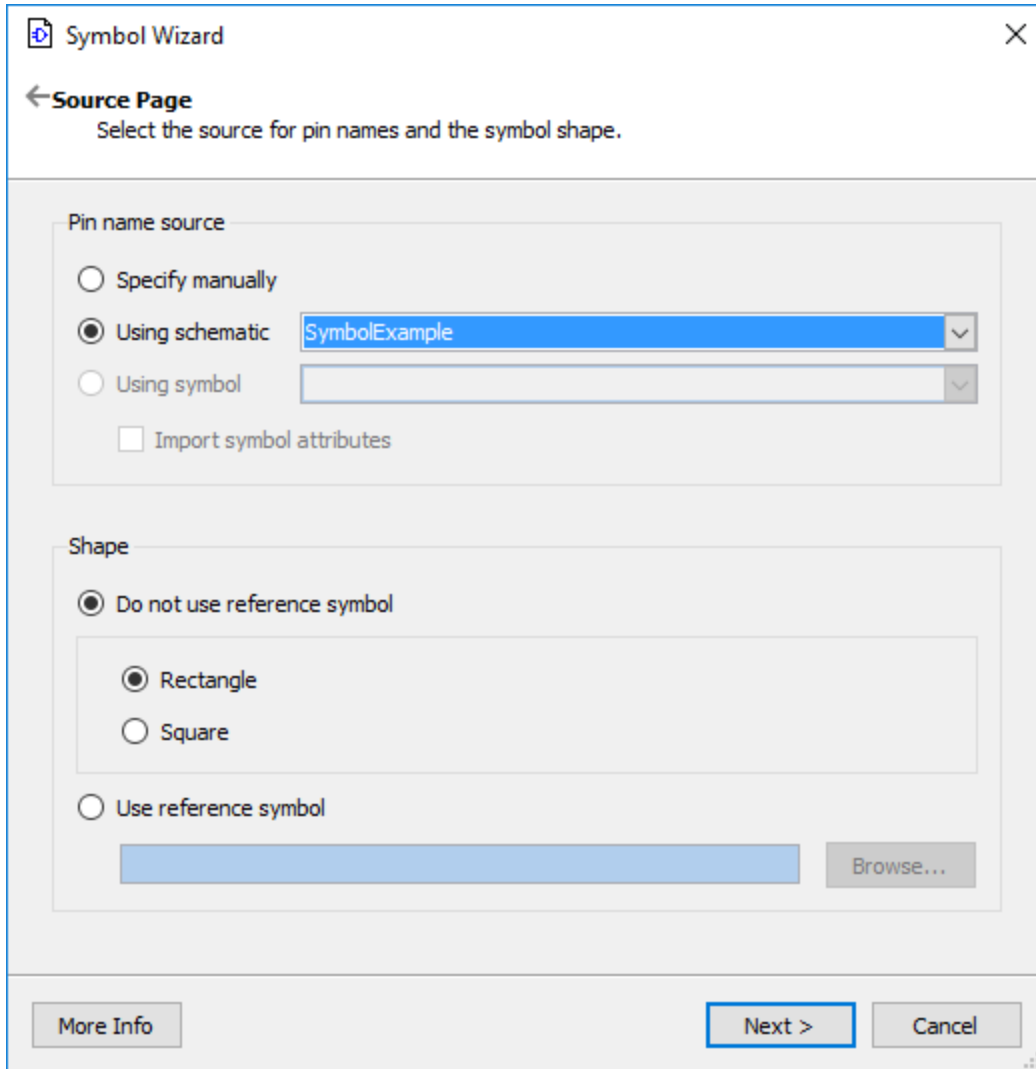 Symbol Wizard
Source Page
Select the source for pin names and the symbol shape.
Pin name source
Specify manually
Using schematic SymbolExample
Using symbol
Import symbol attributes
Shape
Do not use reference symbol
Rectangle
Square
Use reference symbol
Browse...
More Info Next > Cancel